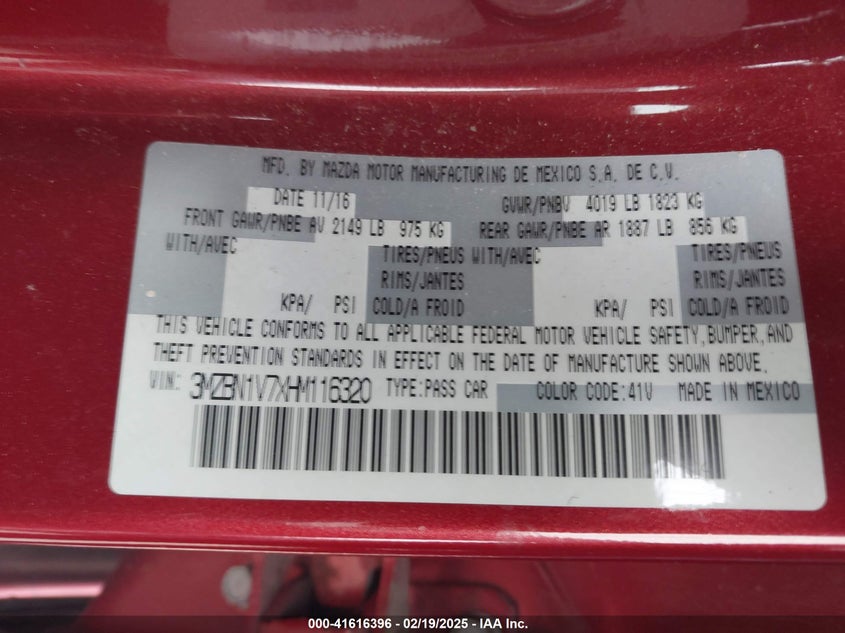 MFD. BY MAZDA MOTOR MANUFACTURING DE MEXICO S.A. DE C.V.
DATE 11/16 GVWR/PNBV 4019 LB 1823 KG
FRONT GAWR/PNBE AV 2149 LB 975 KG REAR GAWR/PNBE AR 1887 LB 856 KG
WITH/AVEC TIRES/PNEUS WITH/AVEC TIRES/PNEUS
RIMS/JANTES RIMS/JANTES
KPA/ PSI COLD/A FROID KPA/ PSI COLD/A FROID
THIS VEHICLE CONFORMS TO ALL APPLICABLE FEDERAL MOTOR VEHICLE SAFETY, BUMPER, AND
THEFT PREVENTION STANDARDS IN EFFECT ON THE DATE OF MANUFACTURE SHOWN ABOVE.
VIN: 3MZBN1V7XHM116320 TYPE:PASS CAR COLOR CODE:41V MADE IN MEXICO
000-41616396 - 02/19/2025 - IAA Inc.